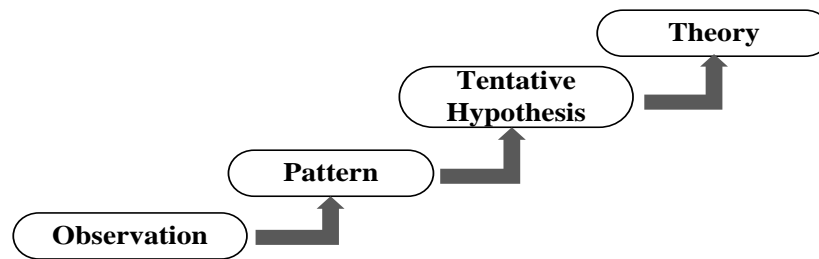 Theory
Tentative
Hypothesis
Pattern
Observation